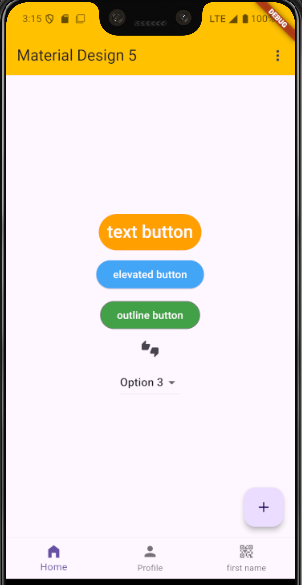 3:15
LTE
100%
DEBUG
Material Design 5
text button
elevated button
outline button
Option 3
Home
Profile
first name